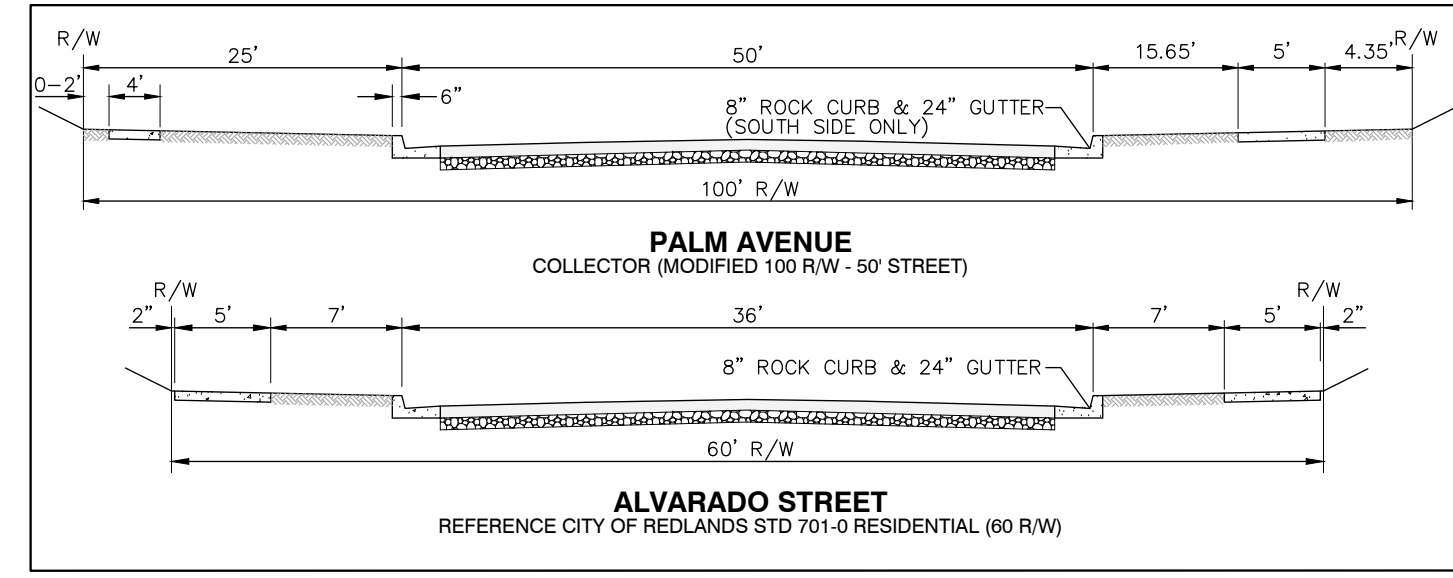 R/W 25' 50' 15.65' 5' 4.35' R/W
0-2' 4' 6"
8" ROCK CURB & 24" GUTTER
(SOUTH SIDE ONLY)
100' R/W
PALM AVENUE
COLLECTOR (MODIFIED 100 R/W - 50' STREET)
R/W R/W
2" 5' 7' 36' 7' 5' 2"
8" ROCK CURB & 24" GUTTER
60' R/W
ALVARADO STREET
REFERENCE CITY OF REDLANDS STD 701-0 RESIDENTIAL (60 R/W)